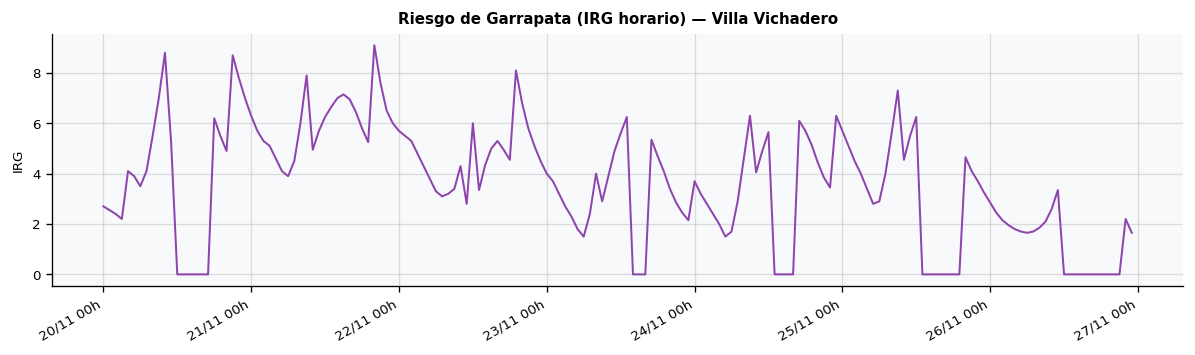 Riesgo de Garrapata (IRG horario) — Villa Vichadero
IRG
8
6
4
2
0
20/11 00h
21/11 00h
22/11 00h
23/11 00h
24/11 00h
25/11 00h
26/11 00h
27/11 00h